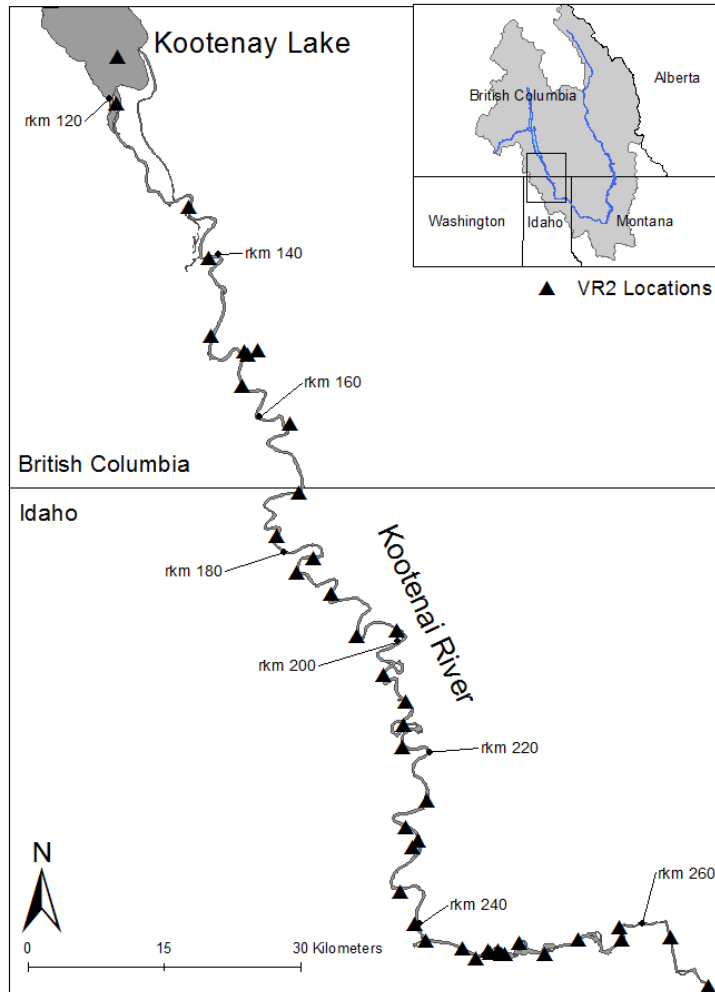 Kootenay Lake
rkm 120
Alberta
British Columbia
Washington
Idaho
Montana
VR2 Locations
rkm 140
rkm 160
British Columbia
Idaho
rkm 180
Kootenai River
rkm 200
rkm 220
N
rkm 240
rkm 260
0 15 30 Kilometers